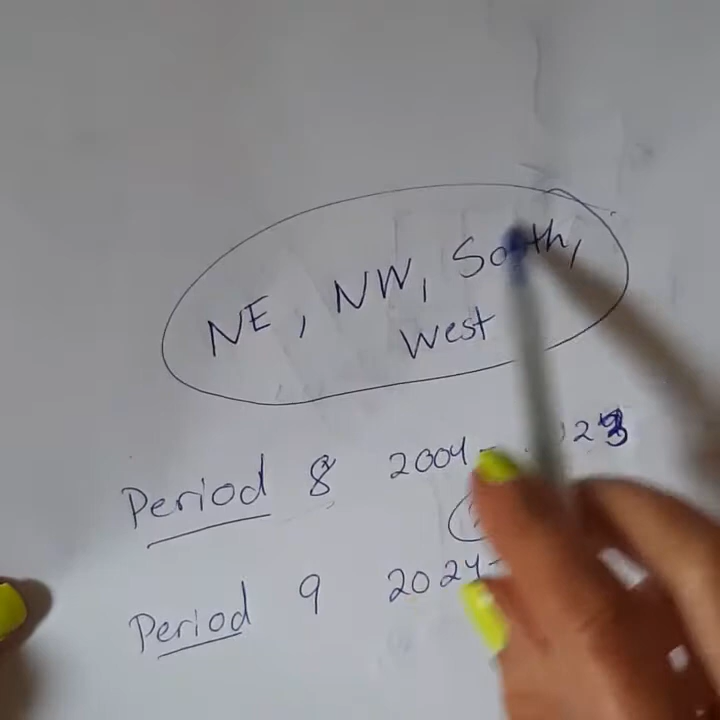 NE, NW, South,
West
Period 8 2004-
Period 9 2024-